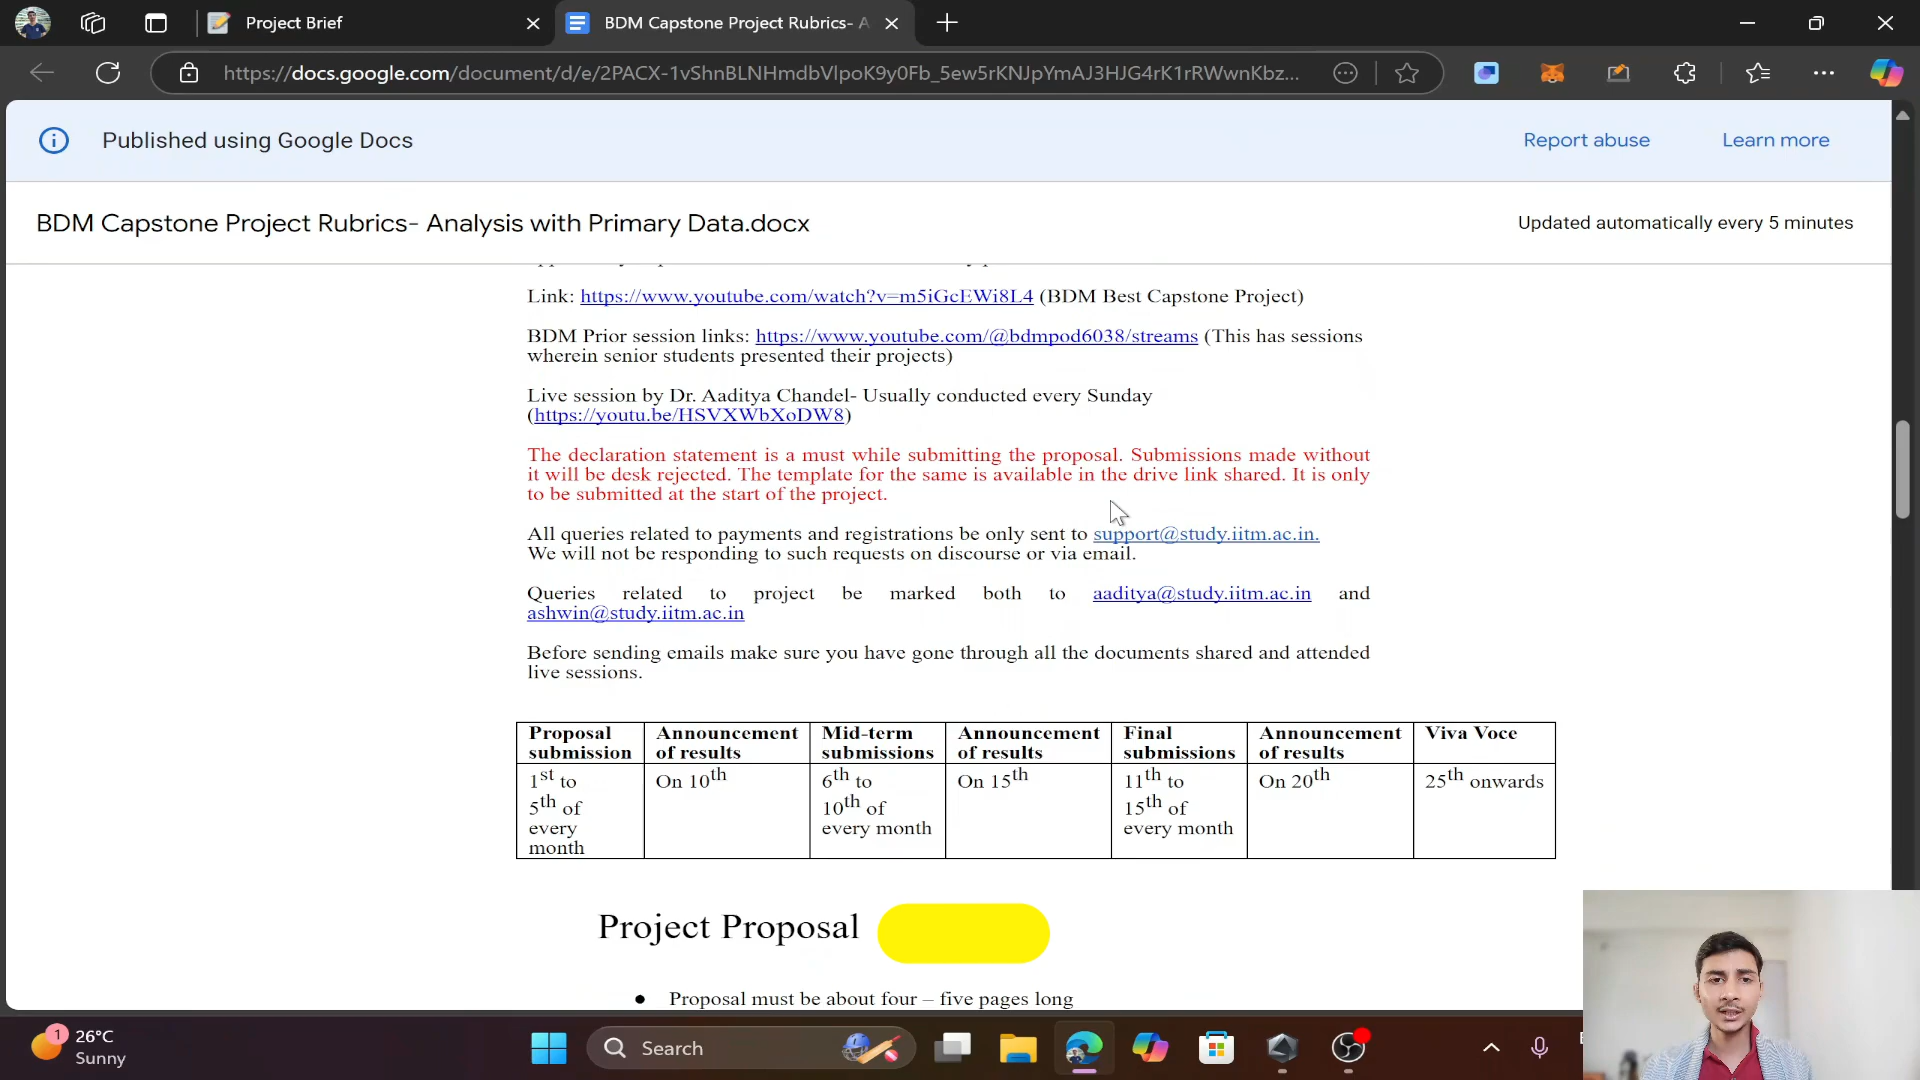 Project Brief
BDM Capstone Project Rubrics- A
https://docs.google.com/document/d/e/2PACX-1vShnBLNHmdbVlpoK9y0Fb_5ew5rKNJpYmAJ3HJG4rK1rRWwnKbz...
Published using Google Docs
Report abuse
Learn more
BDM Capstone Project Rubrics- Analysis with Primary Data.docx
Updated automatically every 5 minutes
Link: https://www.youtube.com/watch?v=m5iGcEWi8L4 (BDM Best Capstone Project)
BDM Prior session links: https://www.youtube.com/@bdmpod6038/streams (This has sessions
wherein senior students presented their projects)
Live session by Dr. Aaditya Chandel- Usually conducted every Sunday
(https://youtu.be/HSVXWbXoDW8)
The declaration statement is a must while submitting the proposal. Submissions made without
it will be desk rejected. The template for the same is available in the drive link shared. It is only
to be submitted at the start of the project.
All queries related to payments and registrations be only sent to support@study.iitm.ac.in.
We will not be responding to such requests on discourse or via email.
Queries related to project be marked both to aaditya@study.iitm.ac.in and
ashwin@study.iitm.ac.in
Before sending emails make sure you have gone through all the documents shared and attended
live sessions.
Proposal submission
Announcement of results
Mid-term submissions
Announcement of results
Final submissions
Announcement of results
Viva Voce
1st to 5th of every month
On 10th
6th to 10th of every month
On 15th
11th to 15th of every month
On 20th
25th onwards
Project Proposal
● Proposal must be about four – five pages long
1
26°C
Sunny
Search